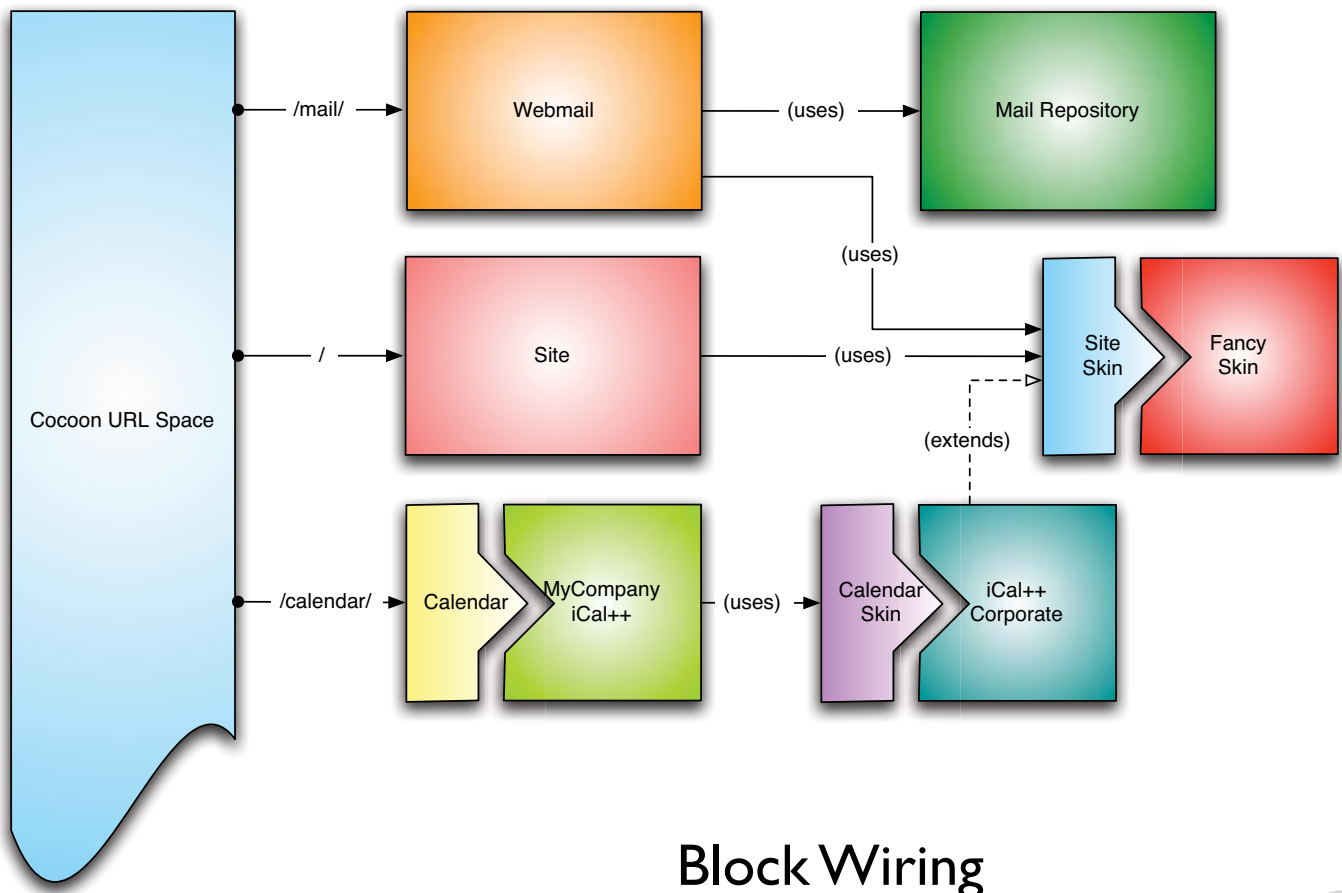 /mail/
Webmail
(uses)
Mail Repository
(uses)
Cocoon URL Space
/
Site
(uses)
Site
Skin
Fancy
Skin
(extends)
/calendar/
Calendar
MyCompany
iCal++
(uses)
Calendar
Skin
iCal++
Corporate
Block Wiring